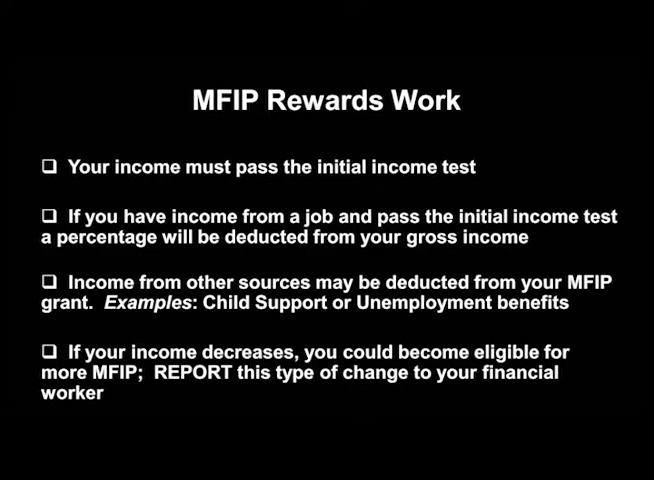 MFIP Rewards Work
❑ Your income must pass the initial income test
❑ If you have income from a job and pass the initial income test
a percentage will be deducted from your gross income
❑ Income from other sources may be deducted from your MFIP
grant. Examples: Child Support or Unemployment benefits
❑ If your income decreases, you could become eligible for
more MFIP; REPORT this type of change to your financial
worker